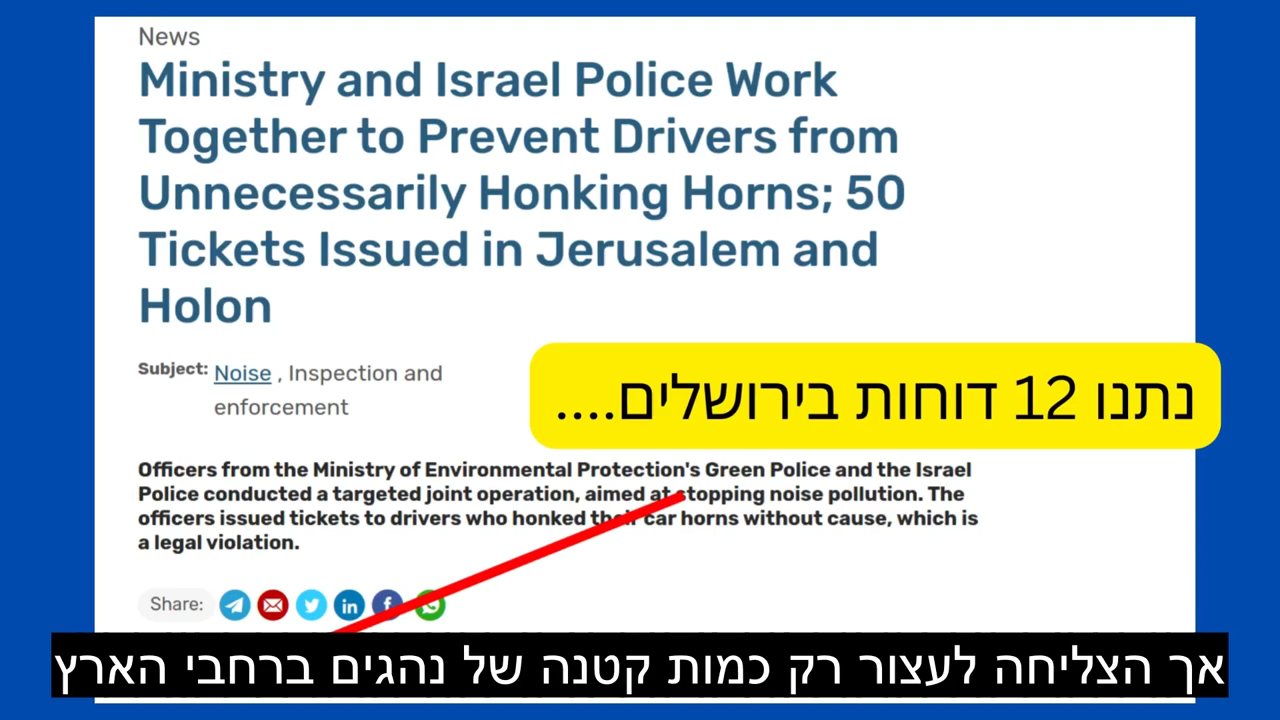 News
Ministry and Israel Police Work
Together to Prevent Drivers from
Unnecessarily Honking Horns; 50
Tickets Issued in Jerusalem and
Holon
Subject: Noise , Inspection and
enforcement
נתנו 12 דוחות בירושלים....
Officers from the Ministry of Environmental Protection's Green Police and the Israel
Police conducted a targeted joint operation, aimed at stopping noise pollution. The
officers issued tickets to drivers who honked their car horns without cause, which is
a legal violation.
Share:
אך הצליחה לעצור רק כמות קטנה של נהגים ברחבי הארץ